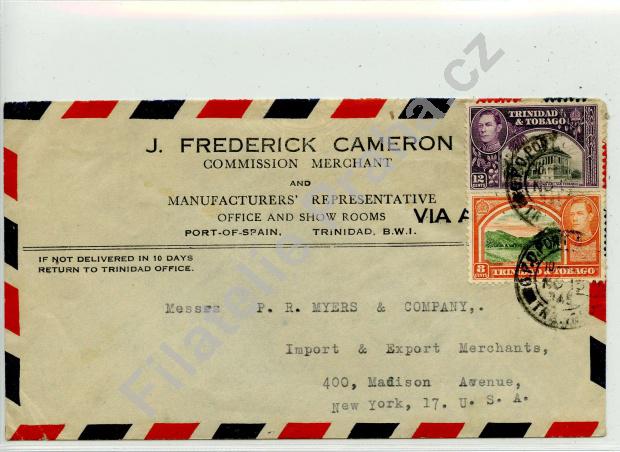 J. FREDERICK CAMERON
COMMISSION MERCHANT
AND
MANUFACTURERS' REPRESENTATIVE
OFFICE AND SHOW ROOMS
PORT-OF-SPAIN, TRINIDAD, B.W.I.
VIA A
IF NOT DELIVERED IN 10 DAYS
RETURN TO TRINIDAD OFFICE.
TRINIDAD
& TOBAGO
12
CENTS
8
CENTS
TRINIDAD & TOBAGO
Messrs P. R. MYERS & COMPANY,.
Import & Export Merchants,
400, Madison Avenue,
New York, 17. U. S. A.